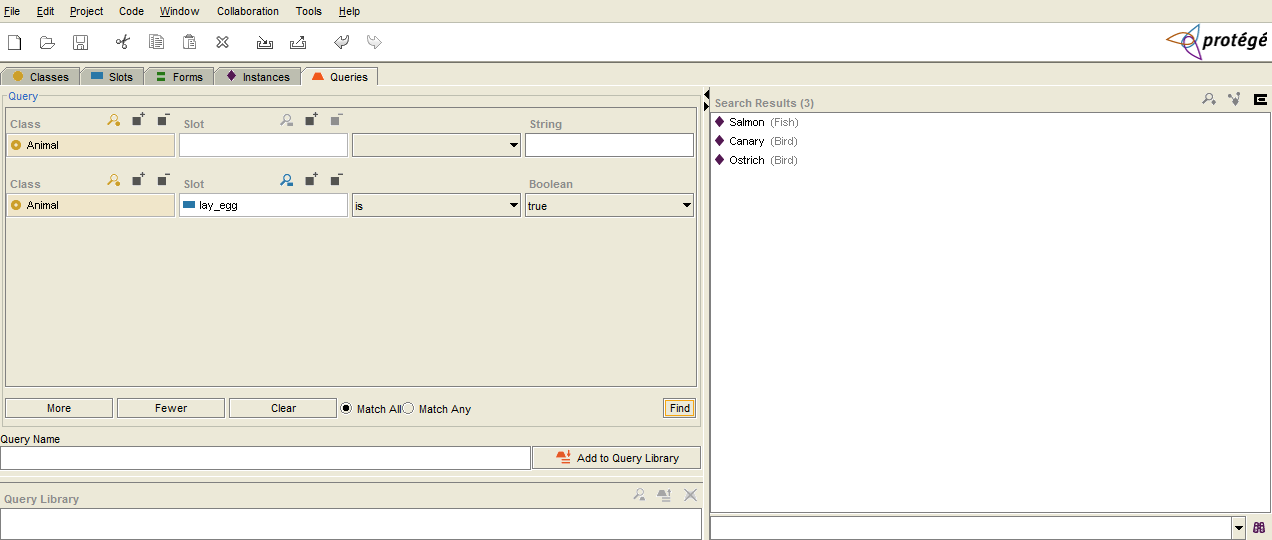 File Edit Project Code Window Collaboration Tools Help
protégé
Classes Slots Forms Instances Queries
Query
Search Results (3)
Class Slot String
Animal
Class Slot Boolean
Animal lay_egg is true
Salmon (Fish)
Canary (Bird)
Ostrich (Bird)
More Fewer Clear Match All Match Any Find
Query Name
Add to Query Library
Query Library